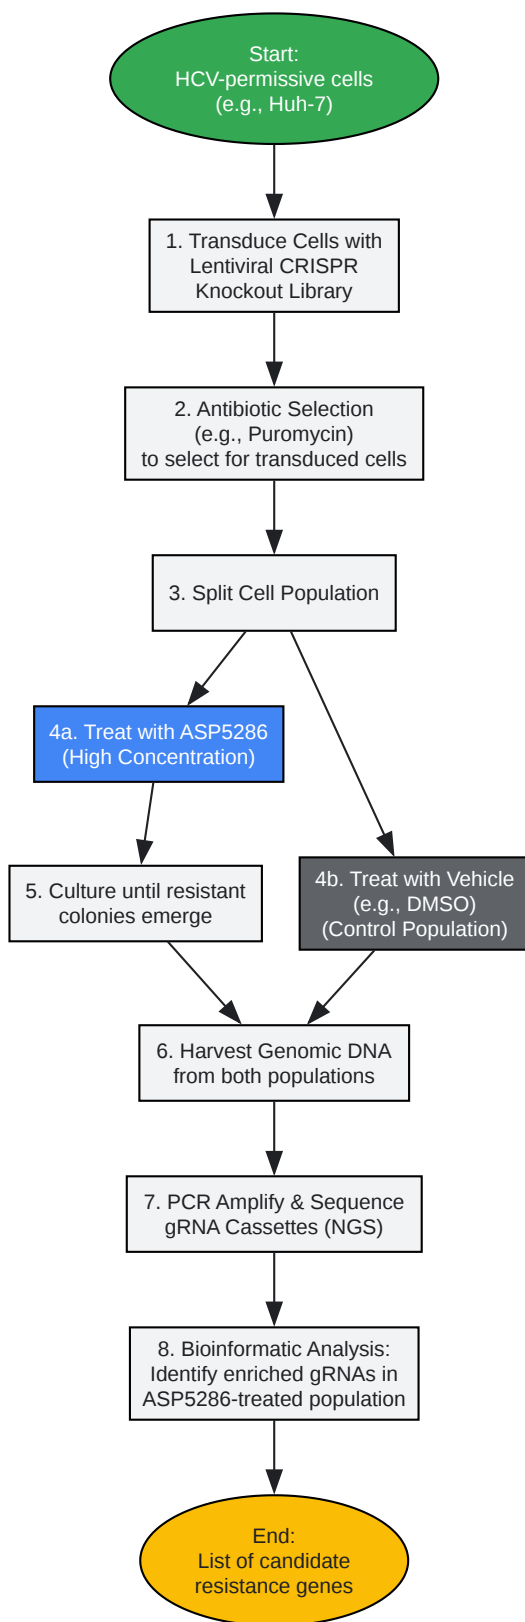 Start:
HCV-permissive cells
(e.g., Huh-7)
1. Transduce Cells with
Lentiviral CRISPR
Knockout Library
2. Antibiotic Selection
(e.g., Puromycin)
to select for transduced cells
3. Split Cell Population
4a. Treat with ASP5286
(High Concentration)
5. Culture until resistant
colonies emerge
4b. Treat with Vehicle
(e.g., DMSO)
(Control Population)
6. Harvest Genomic DNA
from both populations
7. PCR Amplify & Sequence
gRNA Cassettes (NGS)
8. Bioinformatic Analysis:
Identify enriched gRNAs in
ASP5286-treated population
End:
List of candidate
resistance genes